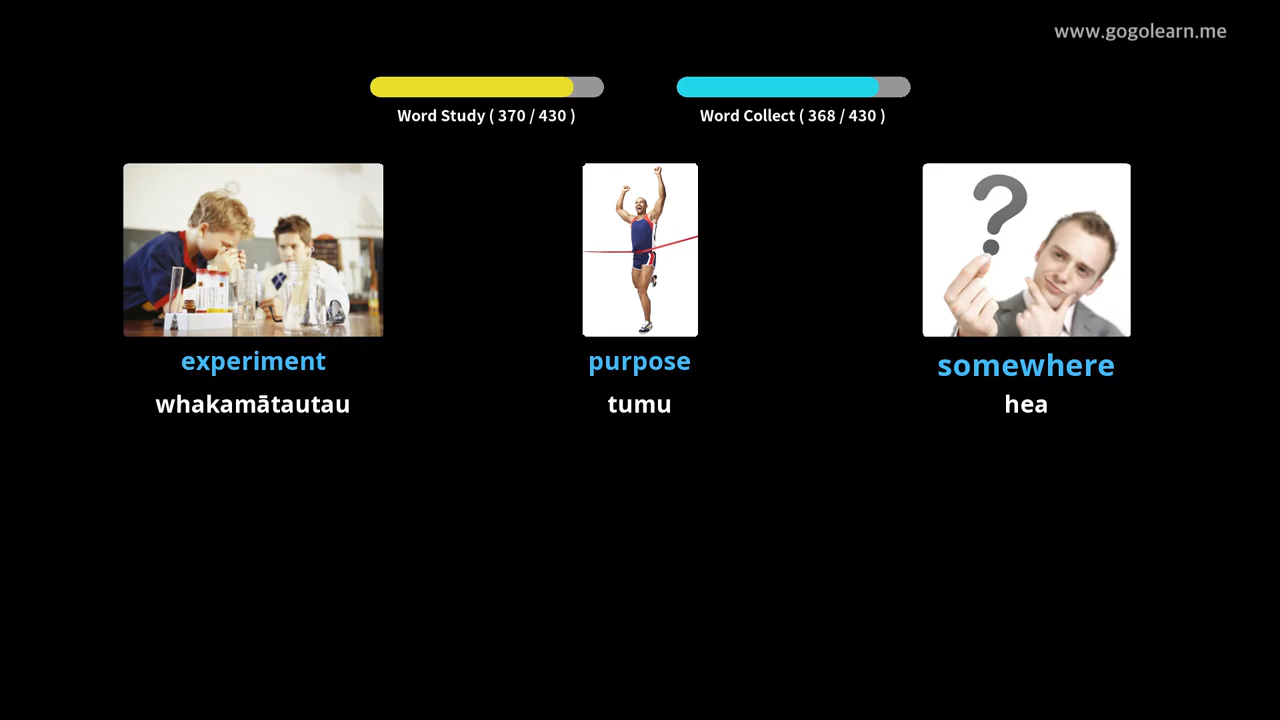 www.gogolearn.me
Word Study ( 370 / 430 )
Word Collect ( 368 / 430 )
experiment
whakamātautau
purpose
tumu
somewhere
hea